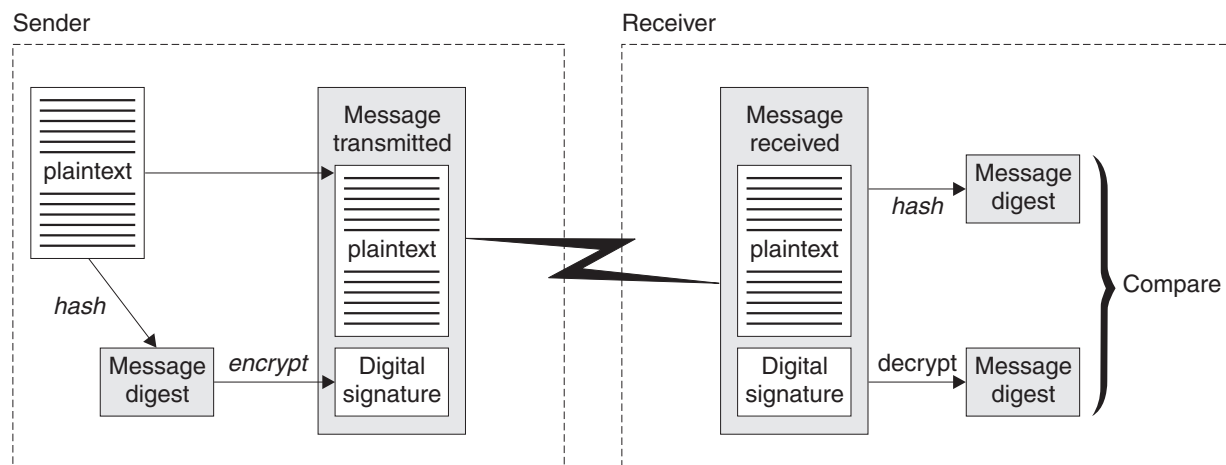 Sender
Receiver
plaintext
hash
Message
digest
encrypt
Message
transmitted
plaintext
Digital
signature
Message
received
plaintext
Digital
signature
hash
Message
digest
decrypt
Message
digest
Compare